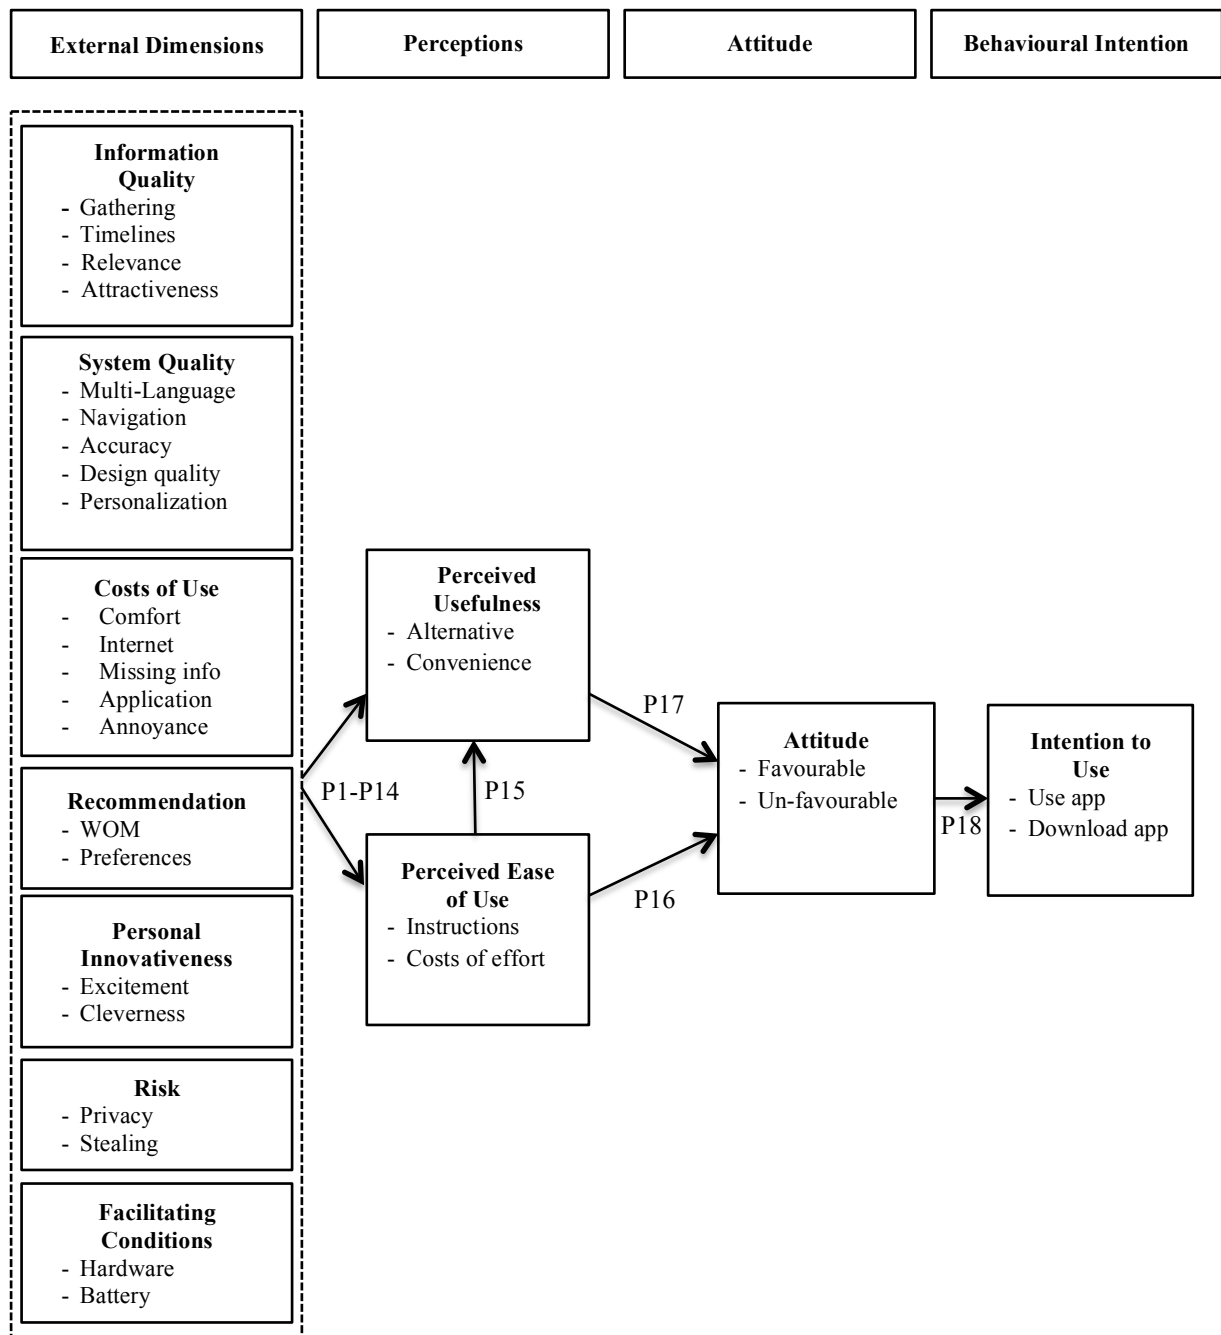 External Dimensions
Perceptions
Attitude
Behavioural Intention
Information
Quality
- Gathering
- Timelines
- Relevance
- Attractiveness
System Quality
- Multi-Language
- Navigation
- Accuracy
- Design quality
- Personalization
Costs of Use
- Comfort
- Internet
- Missing info
- Application
- Annoyance
Recommendation
- WOM
- Preferences
Personal
Innovativeness
- Excitement
- Cleverness
Risk
- Privacy
- Stealing
Facilitating
Conditions
- Hardware
- Battery
P1-P14
Perceived
Usefulness
- Alternative
- Convenience
P15
Perceived Ease
of Use
- Instructions
- Costs of effort
P17
P16
Attitude
- Favourable
- Un-favourable
P18
Intention to
Use
- Use app
- Download app